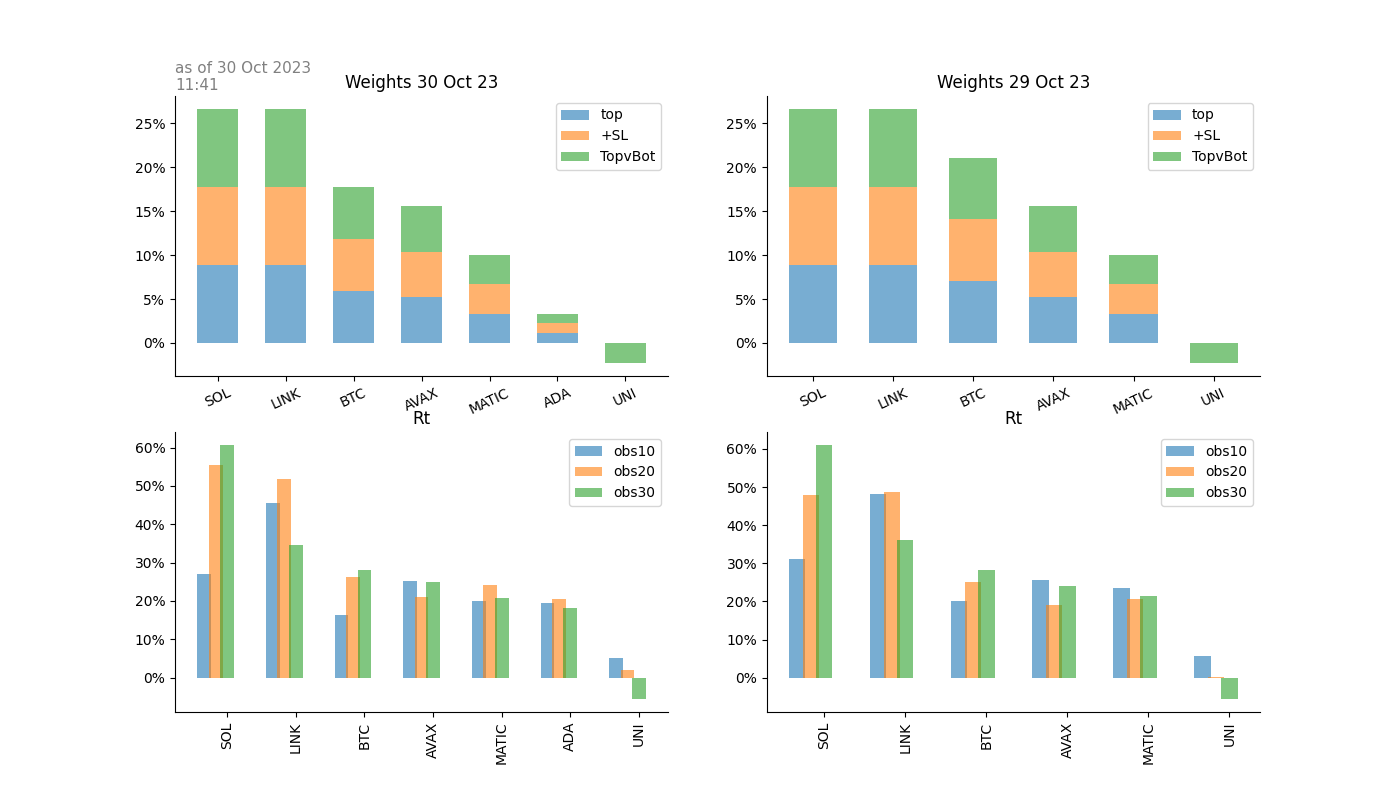 as of 30 Oct 2023
11:41
Weights 30 Oct 23
25%
20%
15%
10%
5%
0%
top
+SL
TopvBot
SOL
LINK
BTC
AVAX
MATIC
ADA
UNI
Weights 29 Oct 23
25%
20%
15%
10%
5%
0%
top
+SL
TopvBot
SOL
LINK
BTC
AVAX
MATIC
UNI
Rt
60%
50%
40%
30%
20%
10%
0%
obs10
obs20
obs30
SOL
LINK
BTC
AVAX
MATIC
ADA
UNI
Rt
60%
50%
40%
30%
20%
10%
0%
obs10
obs20
obs30
SOL
LINK
BTC
AVAX
MATIC
UNI